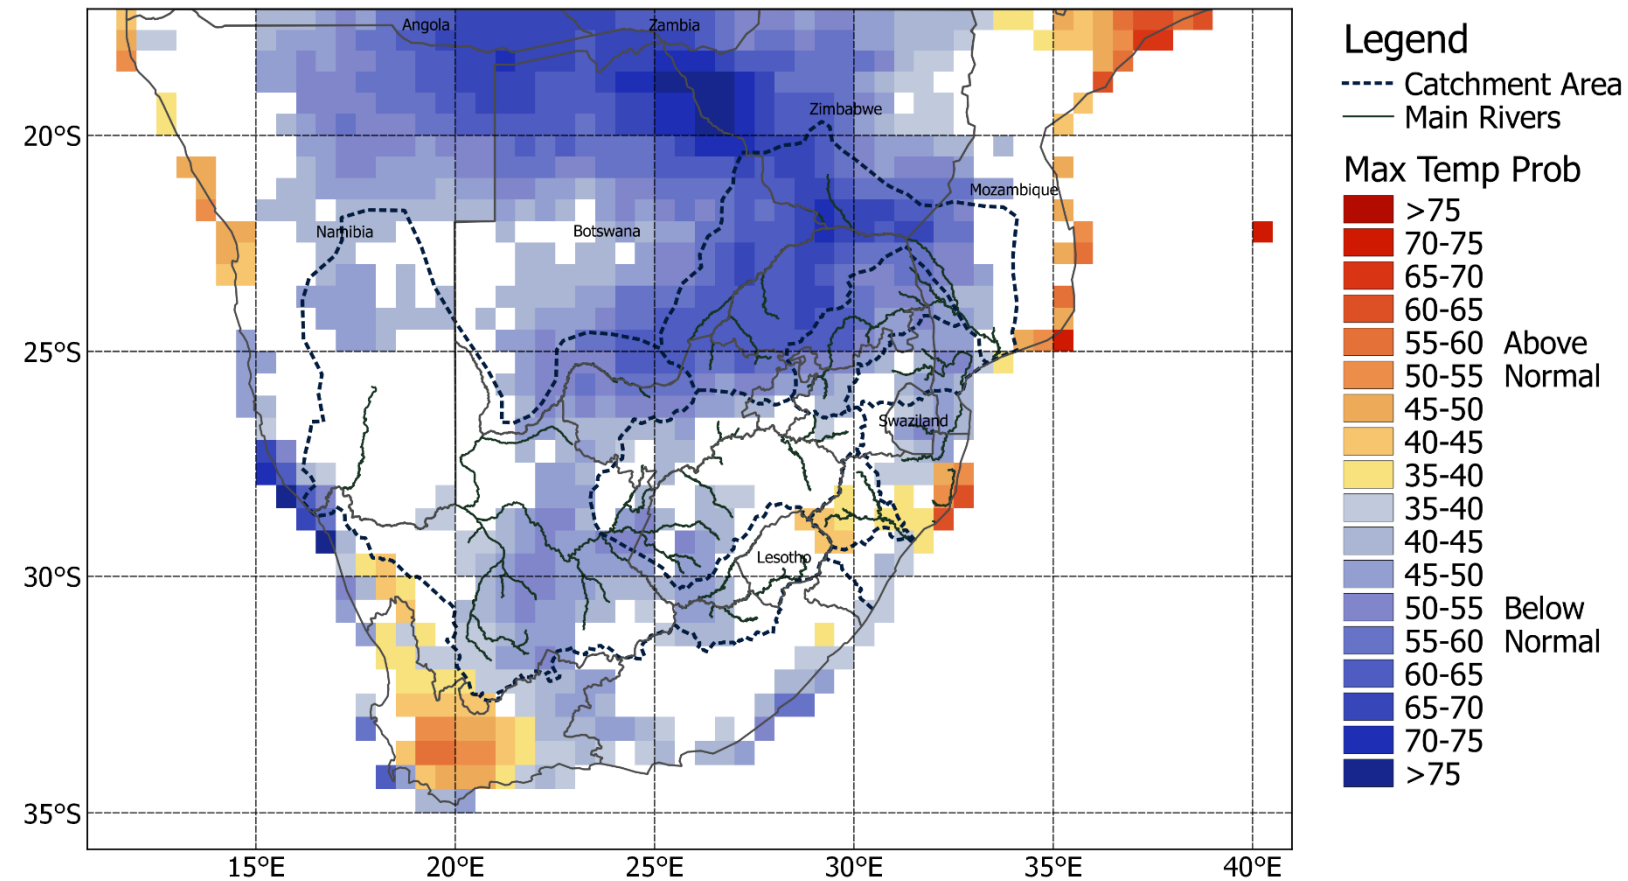 Angola
Zambia
Zimbabwe
Mozambique
Namibia
Botswana
Swaziland
Lesotho
20°S
25°S
30°S
35°S
15°E
20°E
25°E
30°E
35°E
40°E
Legend
Catchment Area
Main Rivers
Max Temp Prob
>75
70-75
65-70
60-65
55-60 Above
50-55 Normal
45-50
40-45
35-40
35-40
40-45
45-50
50-55 Below
55-60 Normal
60-65
65-70
70-75
>75